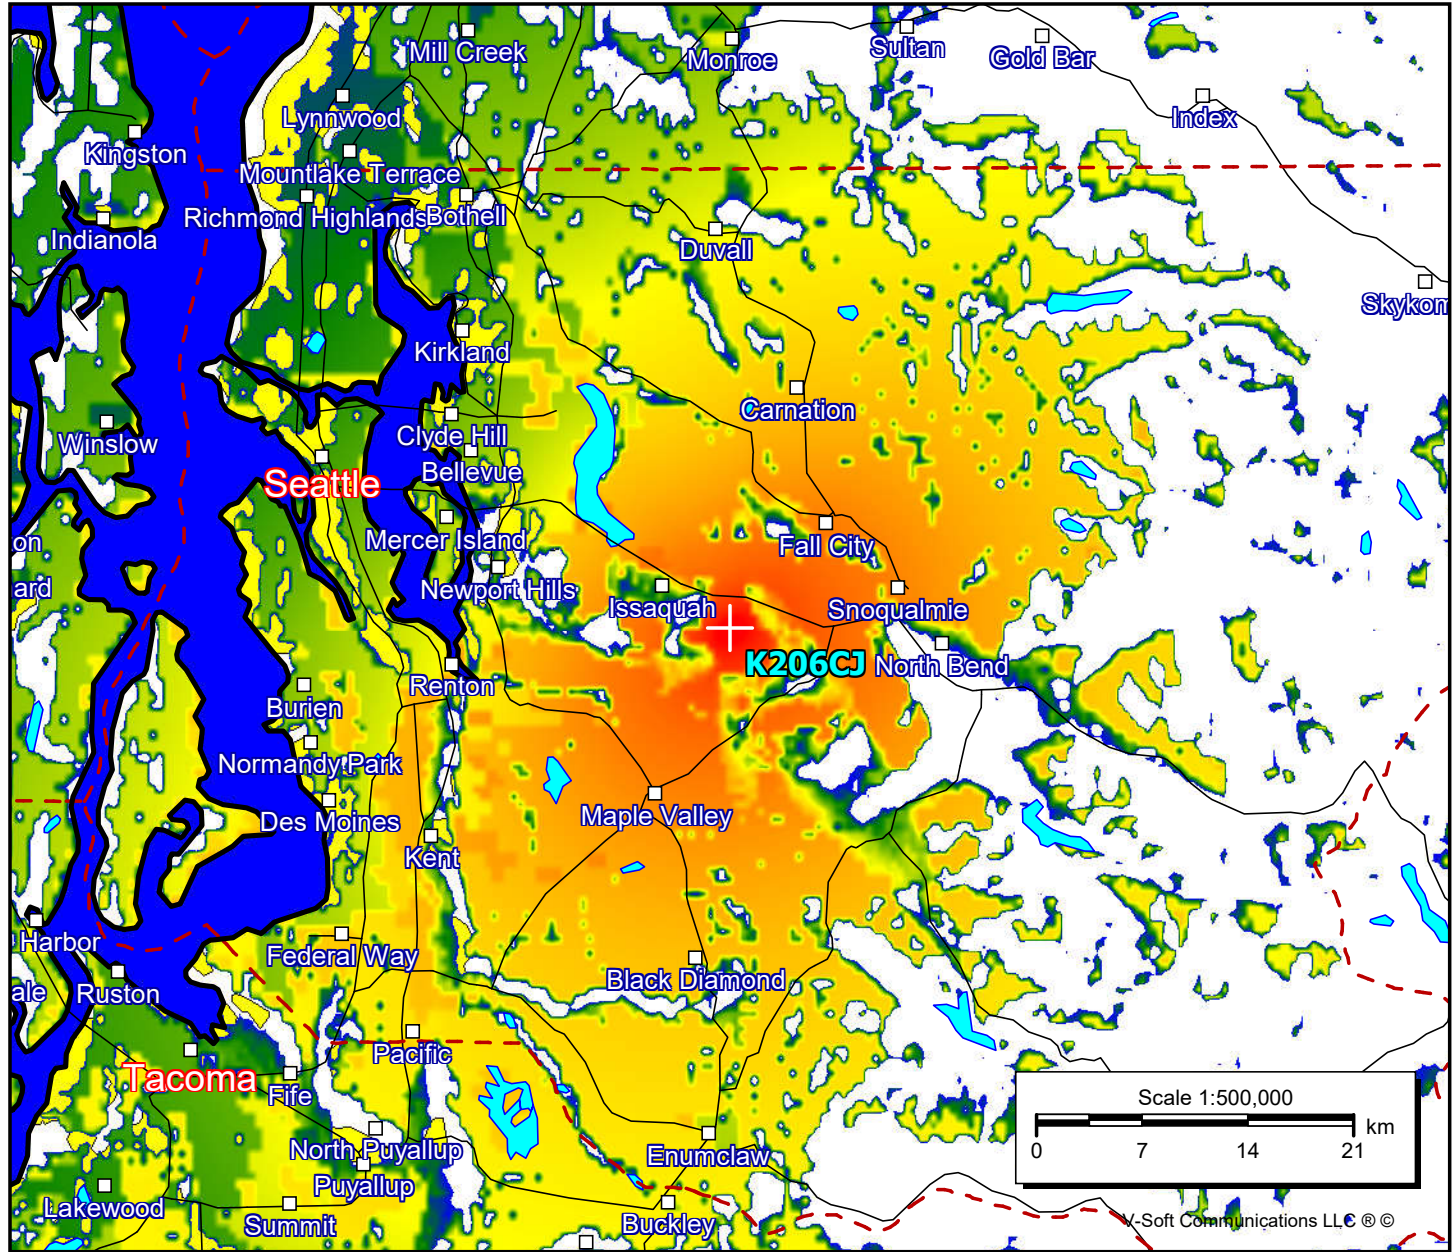 Mill Creek
Monroe
Sultan
Gold Bar
Lynnwood
Index
Kingston
Mountlake Terrace
Richmond Highlands
Bothell
Indianola
Duvall
Skykom
Kirkland
Carnation
Clyde Hill
Winslow
Bellevue
Seattle
on
Mercer Island
Fall City
ard
Newport Hills
Issaquah
Snoqualmie
K206CJ
North Bend
Renton
Burien
Normandy Park
Des Moines
Maple Valley
Kent
Harbor
Federal Way
Black Diamond
ale
Ruston
Pacific
Tacoma
Fife
Scale 1:500,000
km
0 7 14 21
North Puyallup
Enumclaw
Puyallup
Lakewood
Summit
Buckley
V-Soft Communications LLC ® ©